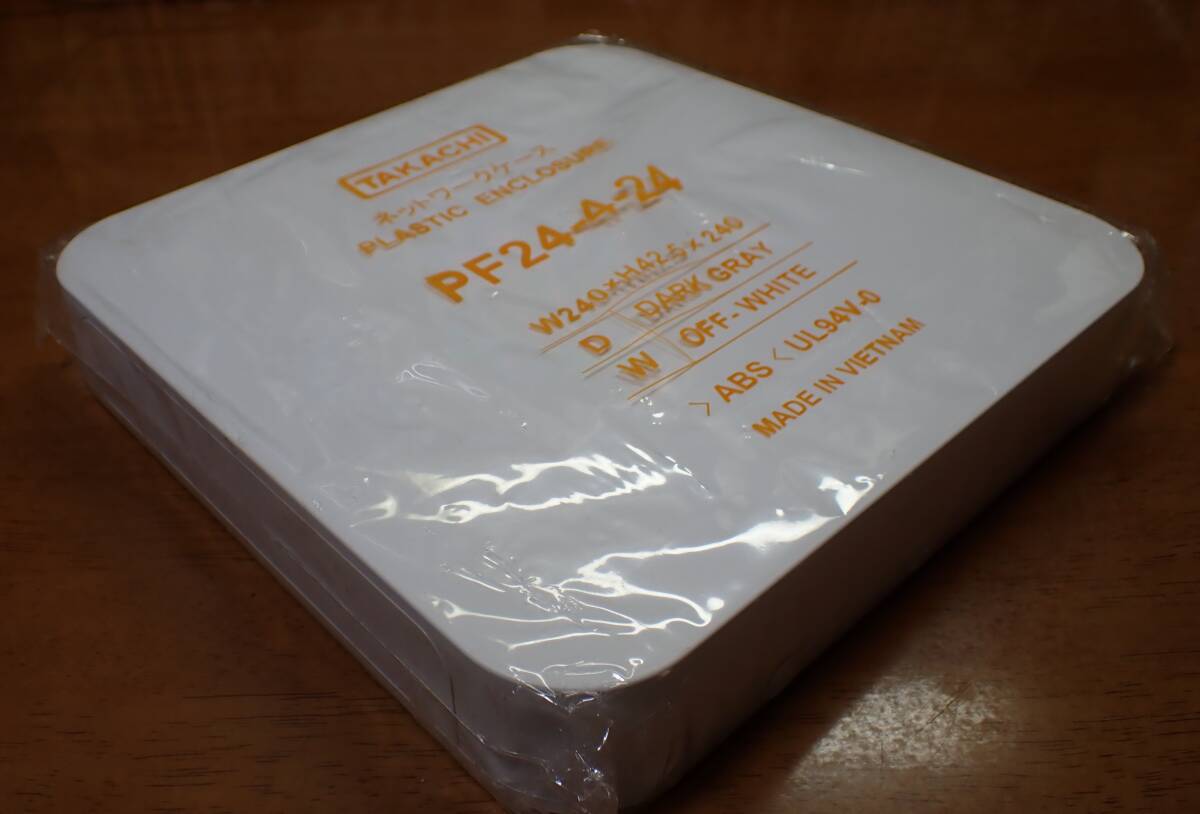 TAKACHI
ネットワークケース
PLASTIC ENCLOSURE
PF24-4-24
W240×H42.5×240
D DARK GRAY
W OFF-WHITE
>ABS< UL94V-0
MADE IN VIETNAM